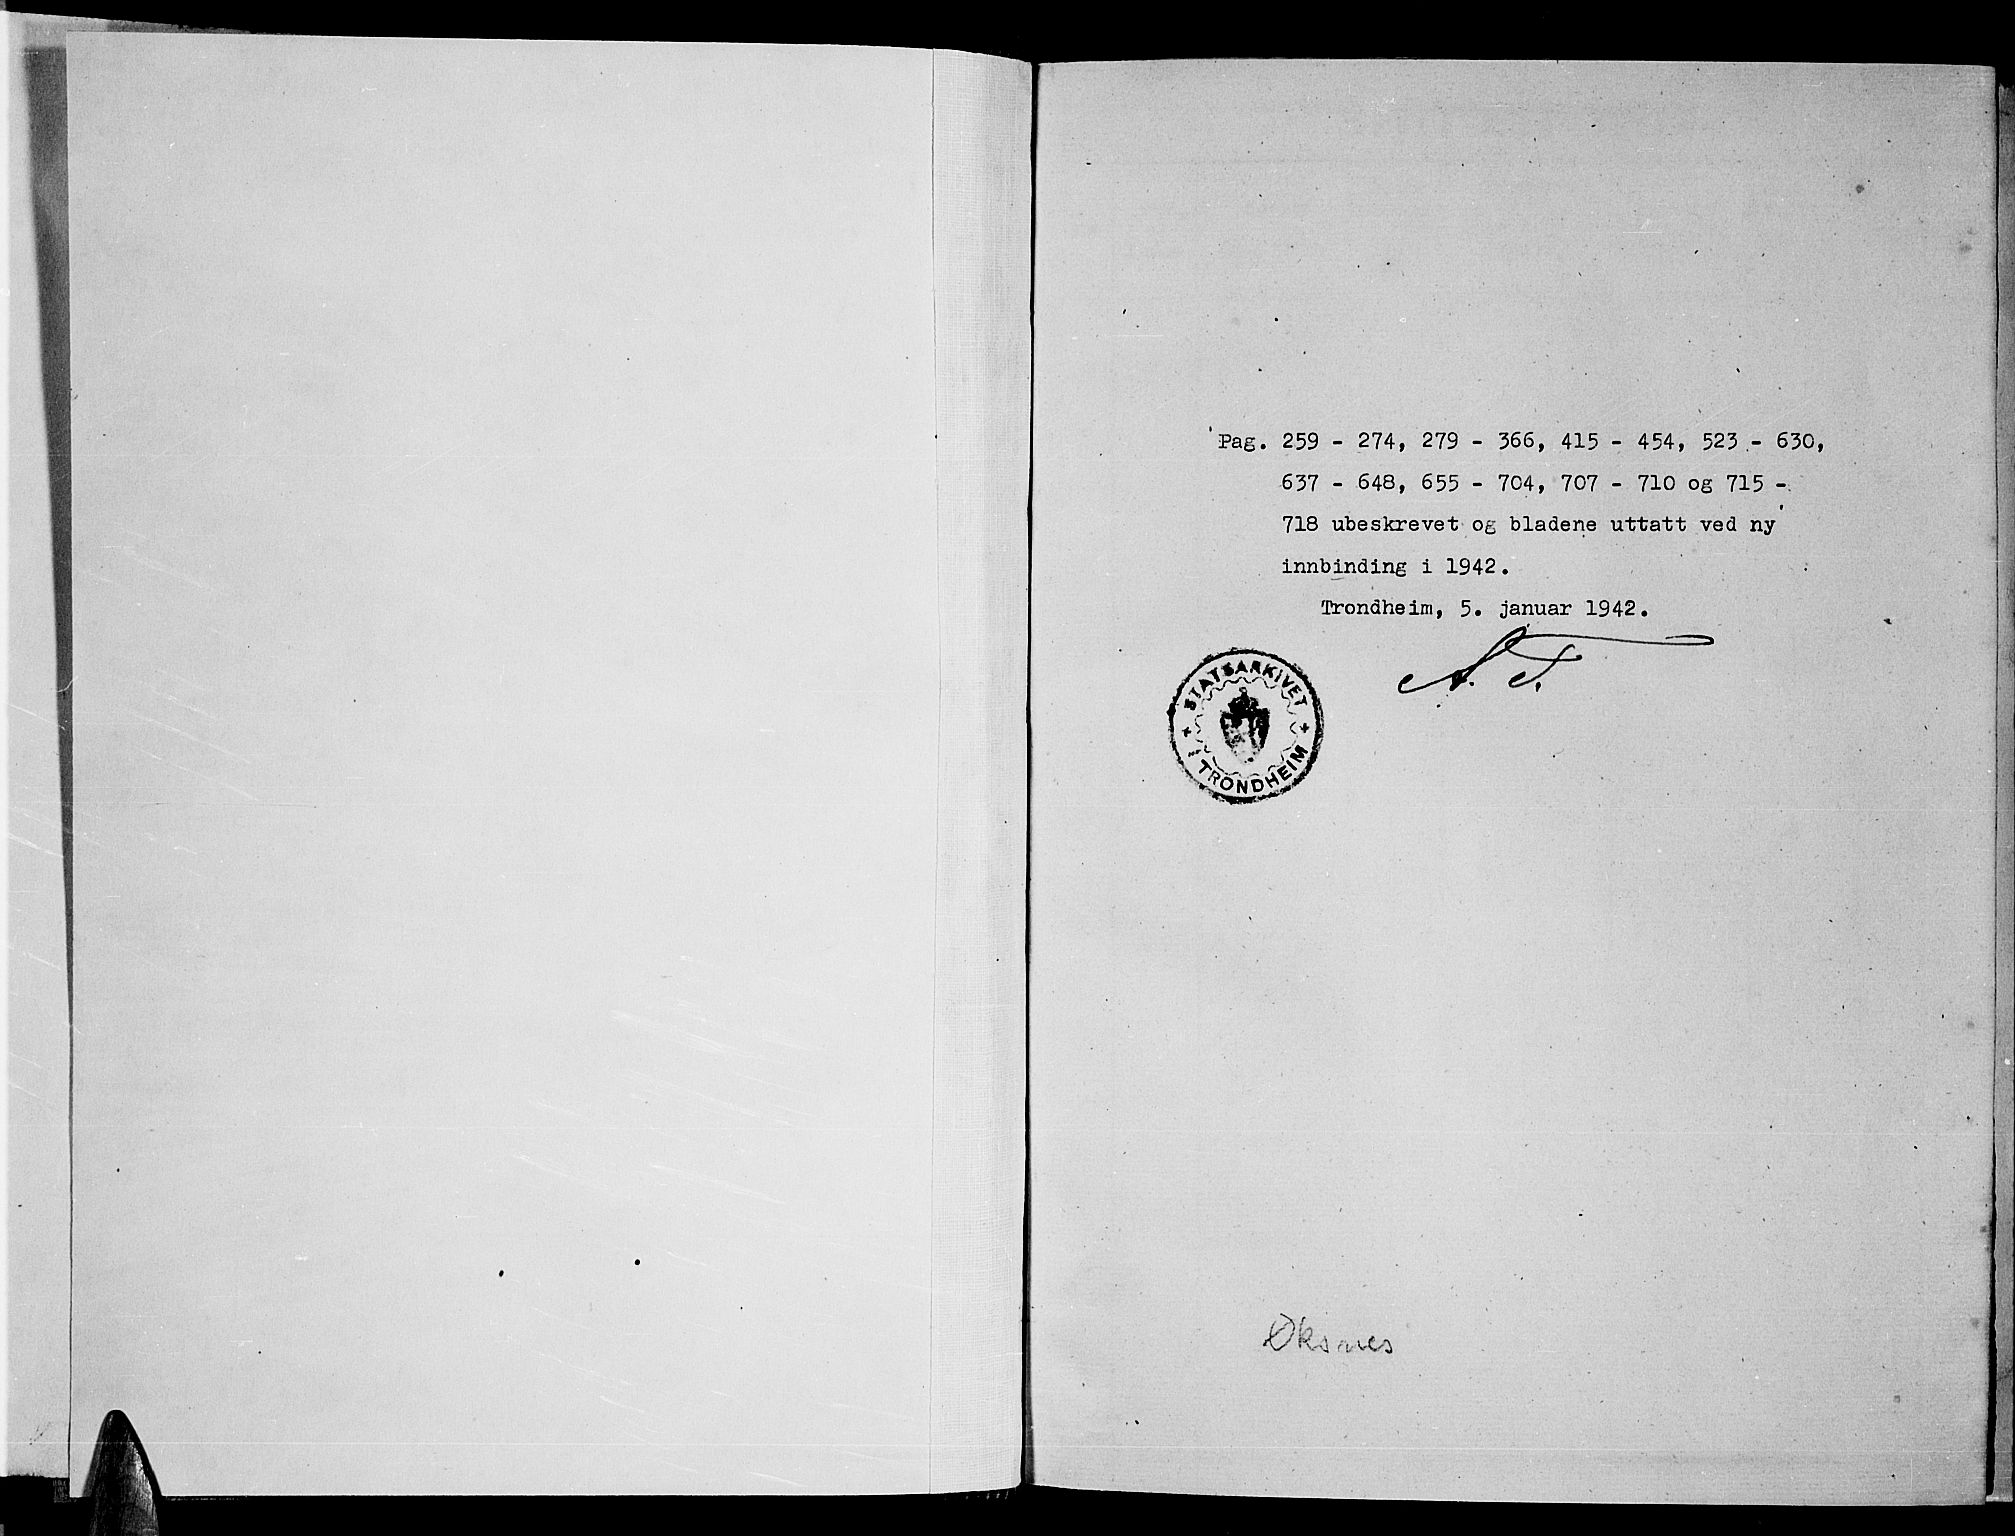 Pag. 259 - 274, 279 - 366, 415 - 454, 523 - 630,
637 - 648, 655 - 704, 707 - 710 og 715 -
718 ubeskrevet og bladene uttatt ved ny
innbinding i 1942.
Trondheim, 5. januar 1942.
STATSARKIVET
I TRONDHEIM
Øksnes